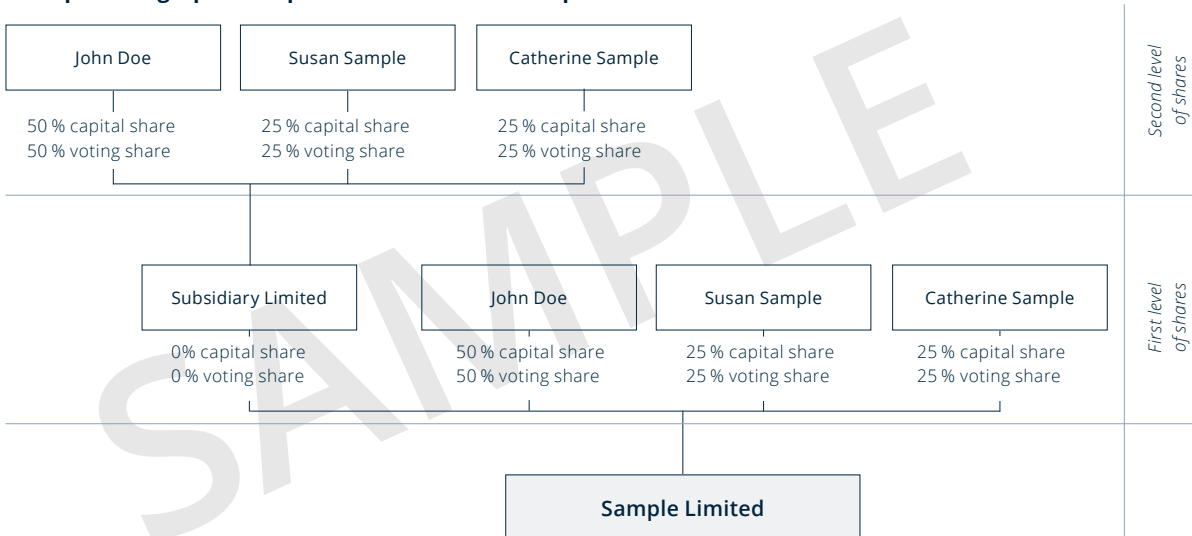 John Doe
Susan Sample
Catherine Sample
50 % capital share
50 % voting share
25 % capital share
25 % voting share
25 % capital share
25 % voting share
Second level
of shares
Subsidiary Limited
John Doe
Susan Sample
Catherine Sample
0% capital share
0 % voting share
50 % capital share
50 % voting share
25 % capital share
25 % voting share
25 % capital share
25 % voting share
First level
of shares
Sample Limited
SAMPLE